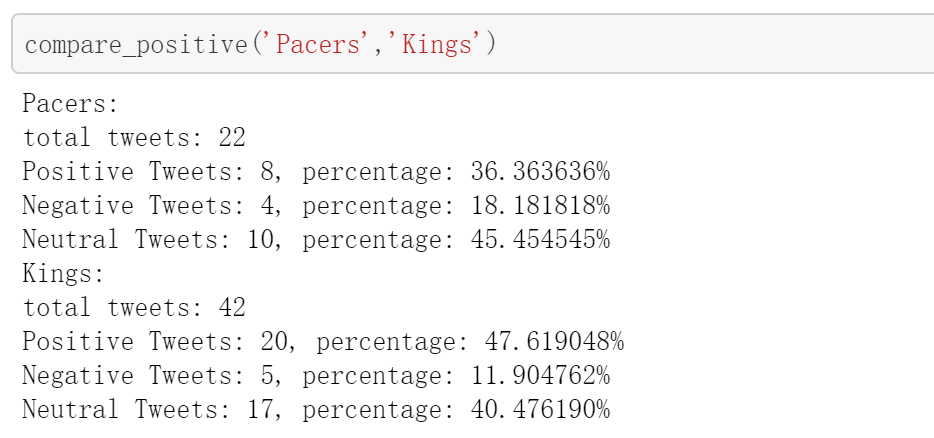 compare_positive('Pacers','Kings')
Pacers:
total tweets: 22
Positive Tweets: 8, percentage: 36.363636%
Negative Tweets: 4, percentage: 18.181818%
Neutral Tweets: 10, percentage: 45.454545%
Kings:
total tweets: 42
Positive Tweets: 20, percentage: 47.619048%
Negative Tweets: 5, percentage: 11.904762%
Neutral Tweets: 17, percentage: 40.476190%